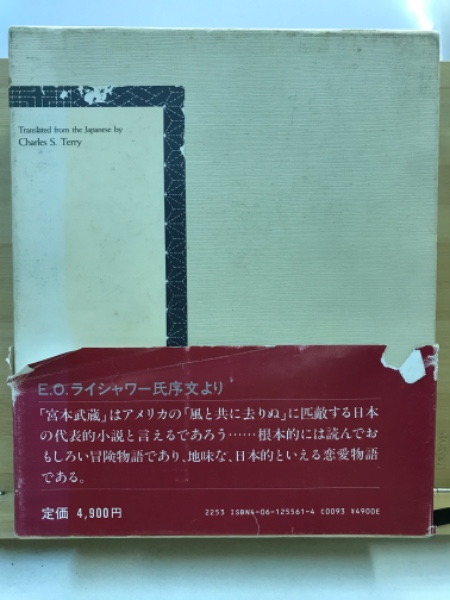 Translated from the Japanese by
Charles S. Terry
E.O.ライシャワー氏序文より
「宮本武蔵」はアメリカの「風と共に去りぬ」に匹敵する日本
の代表的小説と言えるであろう……根本的には読んでお
もしろい冒険物語であり、地味な、日本的といえる恋愛物語
である。
定価 4,900円
2253 ISBN4-06-125561-4 C0093 ¥4900E